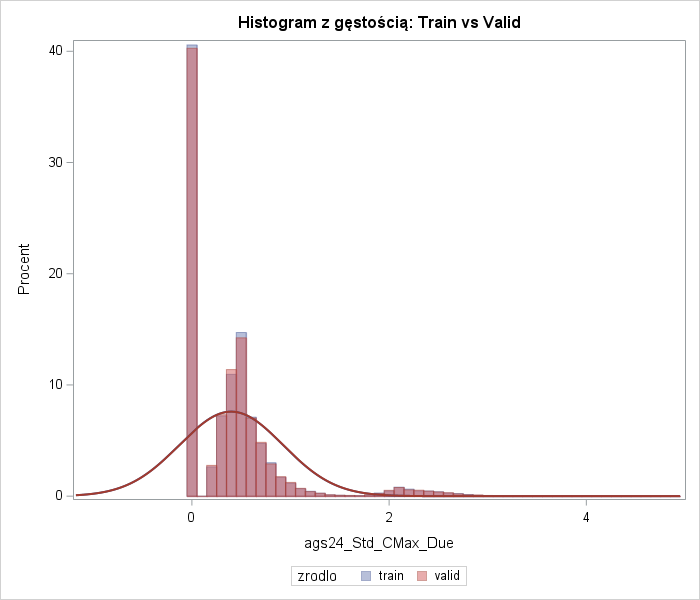 Histogram z gęstością: Train vs Valid
40
30
20
10
0
Procent
0 2 4
ags24_Std_CMax_Due
zrodlo train valid